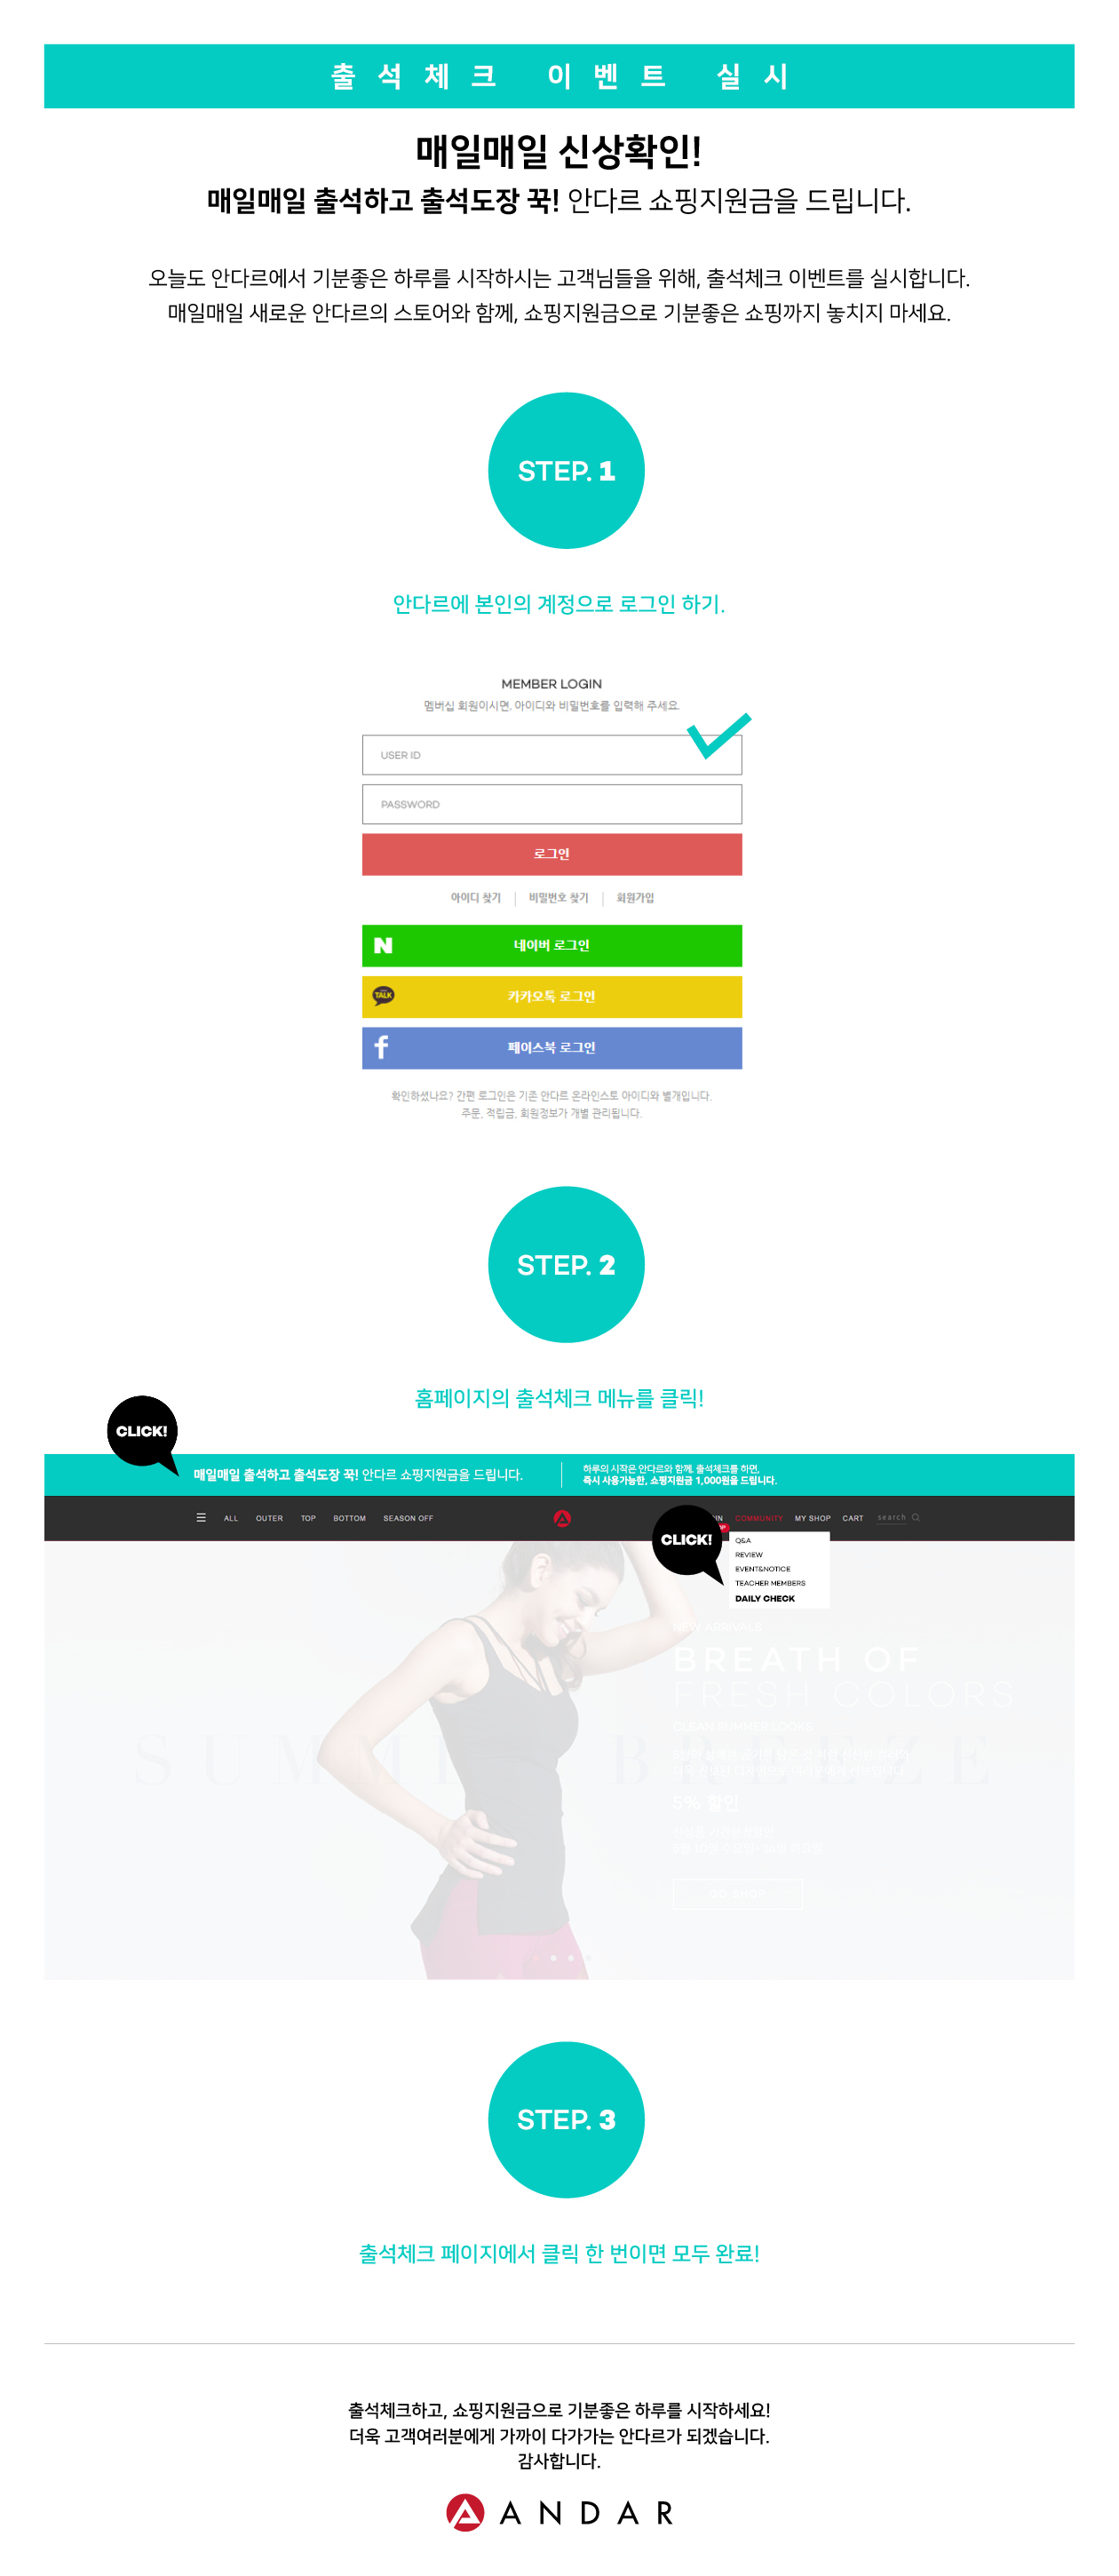 출석체크 이벤트 실시
매일매일 신상확인!
매일매일 출석하고 출석도장 꾹! 안다르 쇼핑지원금을 드립니다.
오늘도 안다르에서 기분좋은 하루를 시작하시는 고객님들을 위해, 출석체크 이벤트를 실시합니다.
매일매일 새로운 안다르의 스토어와 함께, 쇼핑지원금으로 기분좋은 쇼핑까지 놓치지 마세요.
STEP. 1
안다르에 본인의 계정으로 로그인 하기.
MEMBER LOGIN
멤버십 회원이시면, 아이디와 비밀번호를 입력해 주세요.
USER ID
PASSWORD
로그인
아이디 찾기 | 비밀번호 찾기 | 회원가입
N 네이버 로그인
TALK 카카오톡 로그인
f 페이스북 로그인
확인하셨나요? 간편 로그인은 기존 안다르 온라인스토 아이디와 별개입니다.
주문, 적립금, 회원정보가 개별 관리됩니다.
STEP. 2
홈페이지의 출석체크 메뉴를 클릭!
CLICK!
매일매일 출석하고 출석도장 꾹! 안다르 쇼핑지원금을 드립니다.
하루의 시작은 안다르와 함께, 출석체크를 하면,
즉시 사용가능한, 쇼핑지원금 1,000원을 드립니다.
ALL OUTER TOP BOTTOM SEASON OFF
COMMUNITY MY SHOP CART search
CLICK!
Q&A
REVIEW
EVENT&NOTICE
TEACHER MEMBERS
DAILY CHECK
NEW ARRIVALS
BREATH OF
FRESH COLORS
CLEAN SUMMER LOOKS
SUMME BREEZE
5% 할인
GO SHOP
STEP. 3
출석체크 페이지에서 클릭 한 번이면 모두 완료!
출석체크하고, 쇼핑지원금으로 기분좋은 하루를 시작하세요!
더욱 고객여러분에게 가까이 다가가는 안다르가 되겠습니다.
감사합니다.
ANDAR